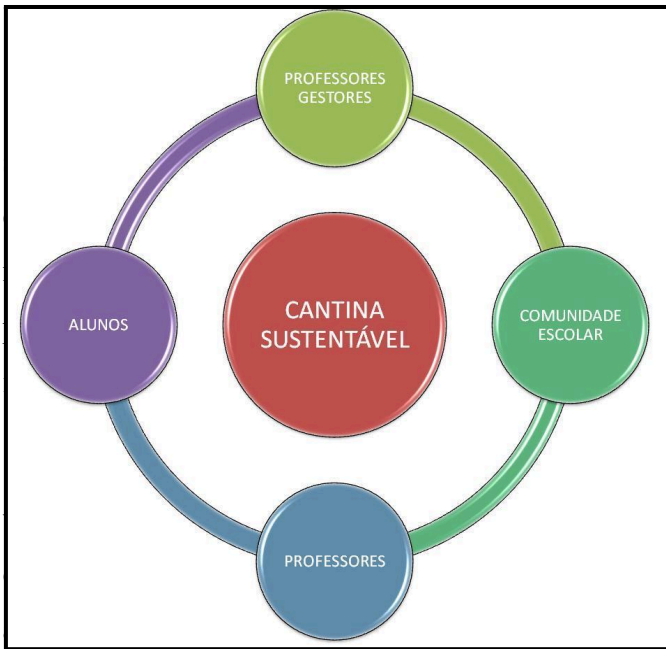 PROFESSORES
GESTORES
CANTINA
SUSTENTÁVEL
ALUNOS
COMUNIDADE
ESCOLAR
PROFESSORES